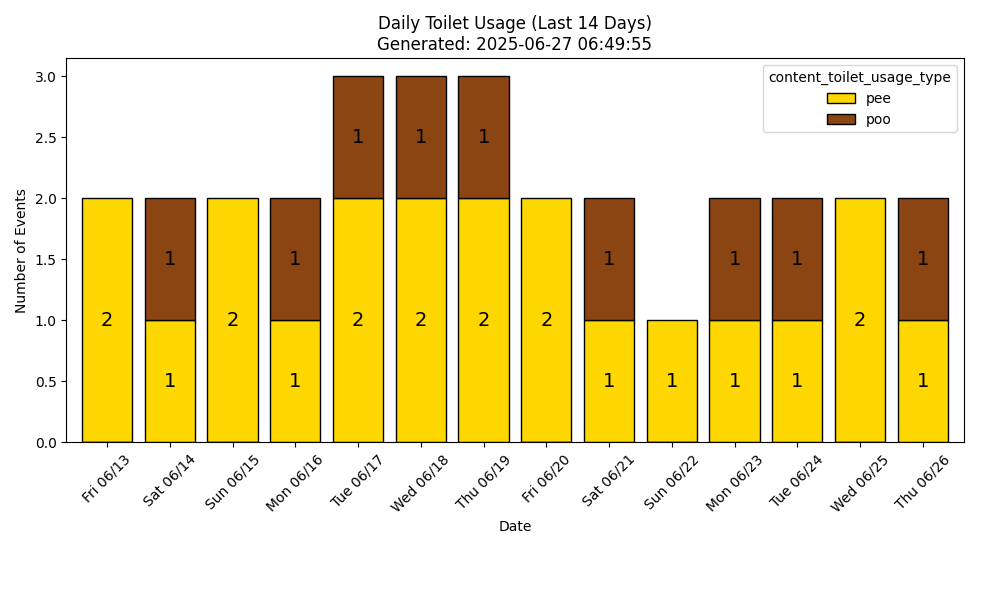 Daily Toilet Usage (Last 14 Days)
Generated: 2025-06-27 06:49:55
content_toilet_usage_type
pee
poo
Number of Events
3.0
2.5
2.0
1.5
1.0
0.5
0.0
1 1 1
1 1 1 1 1 1
2 2 2 2 2 2 2
1 1 1 1 1 1 1
Fri 06/13
Sat 06/14
Sun 06/15
Mon 06/16
Tue 06/17
Wed 06/18
Thu 06/19
Fri 06/20
Sat 06/21
Sun 06/22
Mon 06/23
Tue 06/24
Wed 06/25
Thu 06/26
Date